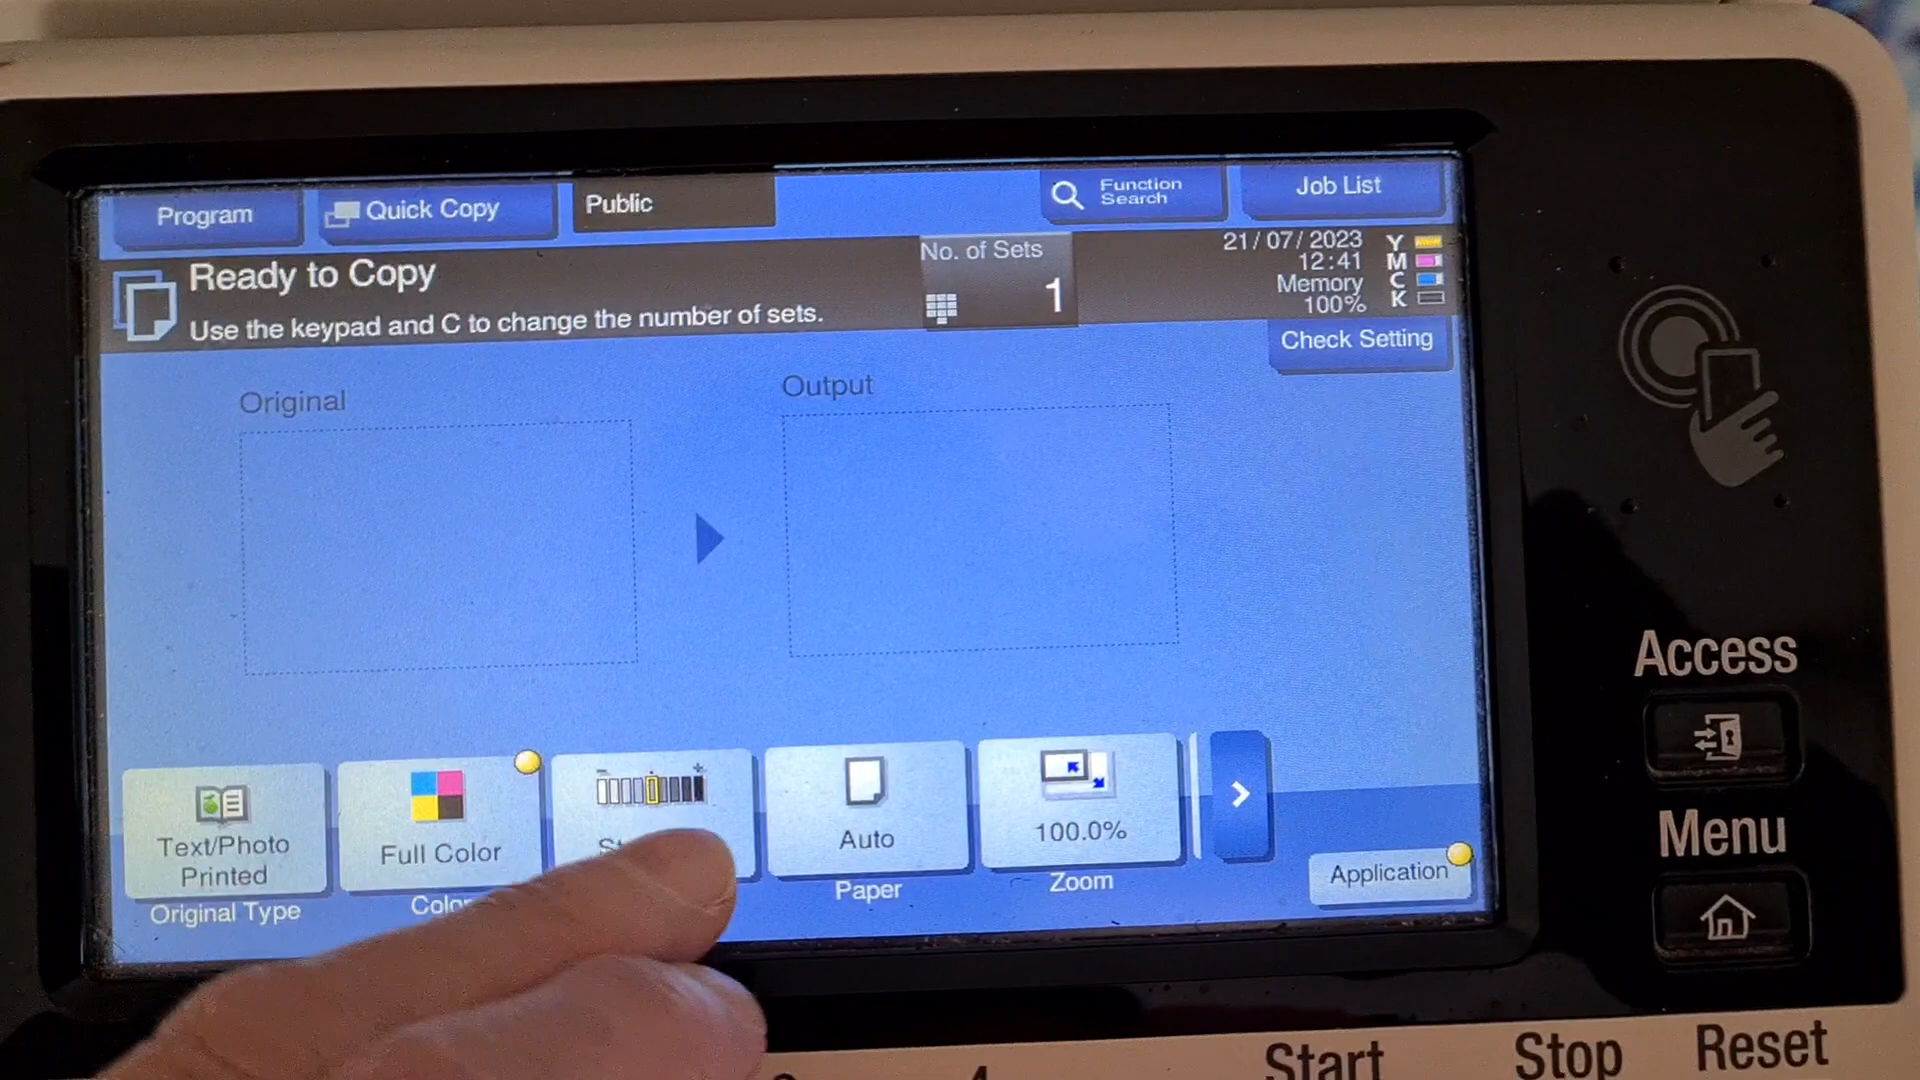 Program
Quick Copy
Public
Function
Search
Job List
Ready to Copy
Use the keypad and C to change the number of sets.
No. of Sets
1
21/07/2023
12:41
Memory
100%
Y
M
C
K
Check Setting
Original
Output
Text/Photo
Printed
Original Type
Full Color
Auto
Paper
100.0%
Zoom
Application
Access
Menu
Start
Stop
Reset